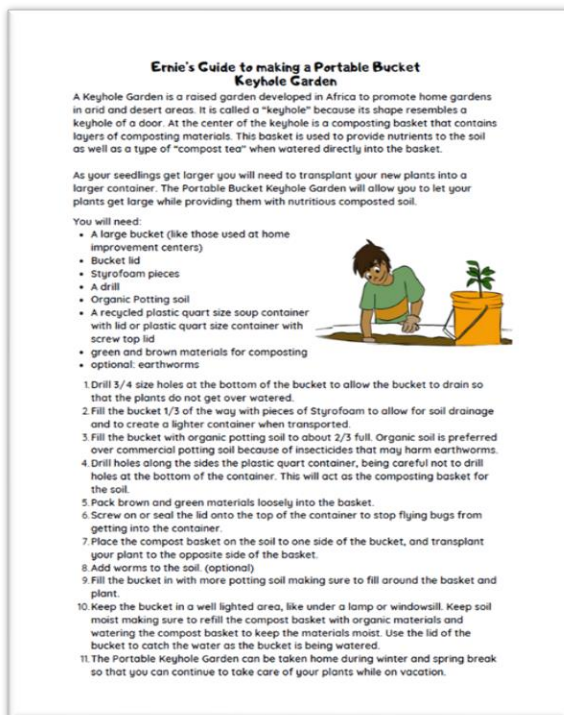 Ernie's Guide to making a Portable Bucket
Keyhole Garden
A Keyhole Garden is a raised garden developed in Africa to promote home gardens
in arid and desert areas. It is called a "keyhole" because its shape resembles a
keyhole of a door. At the center of the keyhole is a composting basket that contains
layers of composting materials. This basket is used to provide nutrients to the soil
as well as a type of "compost tea" when watered directly into the basket.
As your seedlings get larger you will need to transplant your new plants into a
larger container. The Portable Bucket Keyhole Garden will allow you to let your
plants get large while providing them with nutritious composted soil.
You will need:
• A large bucket (like those used at home
improvement centers)
• Bucket lid
• Styrofoam pieces
• A drill
• Organic Potting soil
• A recycled plastic quart size soup container
with lid or plastic quart size container with
screw top lid
• green and brown materials for composting
• optional: earthworms
1. Drill 3/4 size holes at the bottom of the bucket to allow the bucket to drain so
that the plants do not get over watered.
2. Fill the bucket 1/3 of the way with pieces of Styrofoam to allow for soil drainage
and to create a lighter container when transported.
3. Fill the bucket with organic potting soil to about 2/3 full. Organic soil is preferred
over commercial potting soil because of insecticides that may harm earthworms.
4. Drill holes along the sides the plastic quart container, being careful not to drill
holes at the bottom of the container. This will act as the composting basket for
the soil.
5. Pack brown and green materials loosely into the basket.
6. Screw on or seal the lid onto the top of the container to stop flying bugs from
getting into the container.
7. Place the compost basket on the soil to one side of the bucket, and transplant
your plant to the opposite side of the basket.
8. Add worms to the soil. (optional)
9. Fill the bucket in with more potting soil making sure to fill around the basket and
plant.
10. Keep the bucket in a well lighted area, like under a lamp or windowsill. Keep soil
moist making sure to refill the compost basket with organic materials and
watering the compost basket to keep the materials moist. Use the lid of the
bucket to catch the water as the bucket is being watered.
11. The Portable Keyhole Garden can be taken home during winter and spring break
so that you can continue to take care of your plants while on vacation.